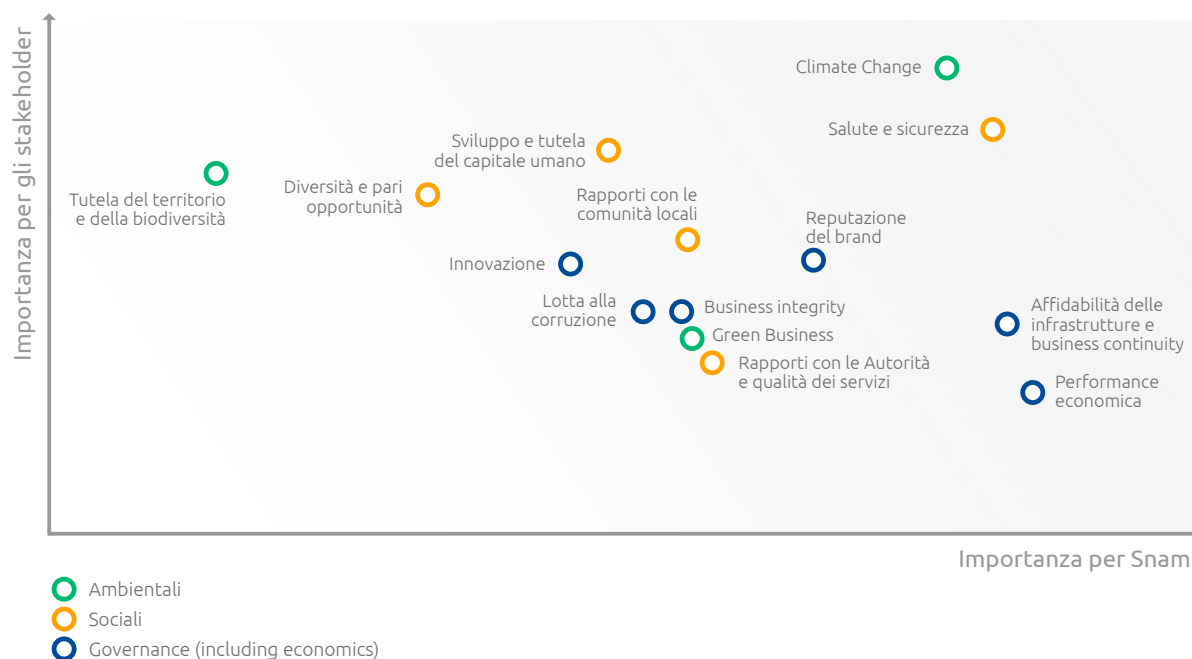 Importanza per gli stakeholder
Climate Change
Salute e sicurezza
Sviluppo e tutela
del capitale umano
Tutela del territorio
e della biodiversità
Diversità e pari
opportunità
Rapporti con le
comunità locali
Reputazione
del brand
Innovazione
Lotta alla
corruzione
Business integrity
Green Business
Rapporti con le Autorità
e qualità dei servizi
Affidabilità delle
infrastrutture e
business continuity
Performance
economica
Importanza per Snam
Ambientali
Sociali
Governance (including economics)